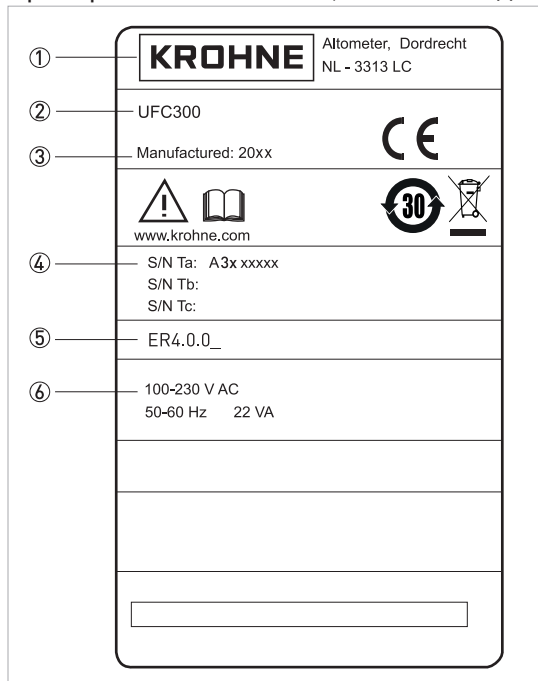 ① KROHNE Altometer, Dordrecht
NL - 3313 LC
② UFC300
③ Manufactured: 20xx
CE
30
www.krohne.com
④ S/N Ta: A3x xxxxx
S/N Tb:
S/N Tc:
⑤ ER4.0.0_
⑥ 100-230 V AC
50-60 Hz 22 VA